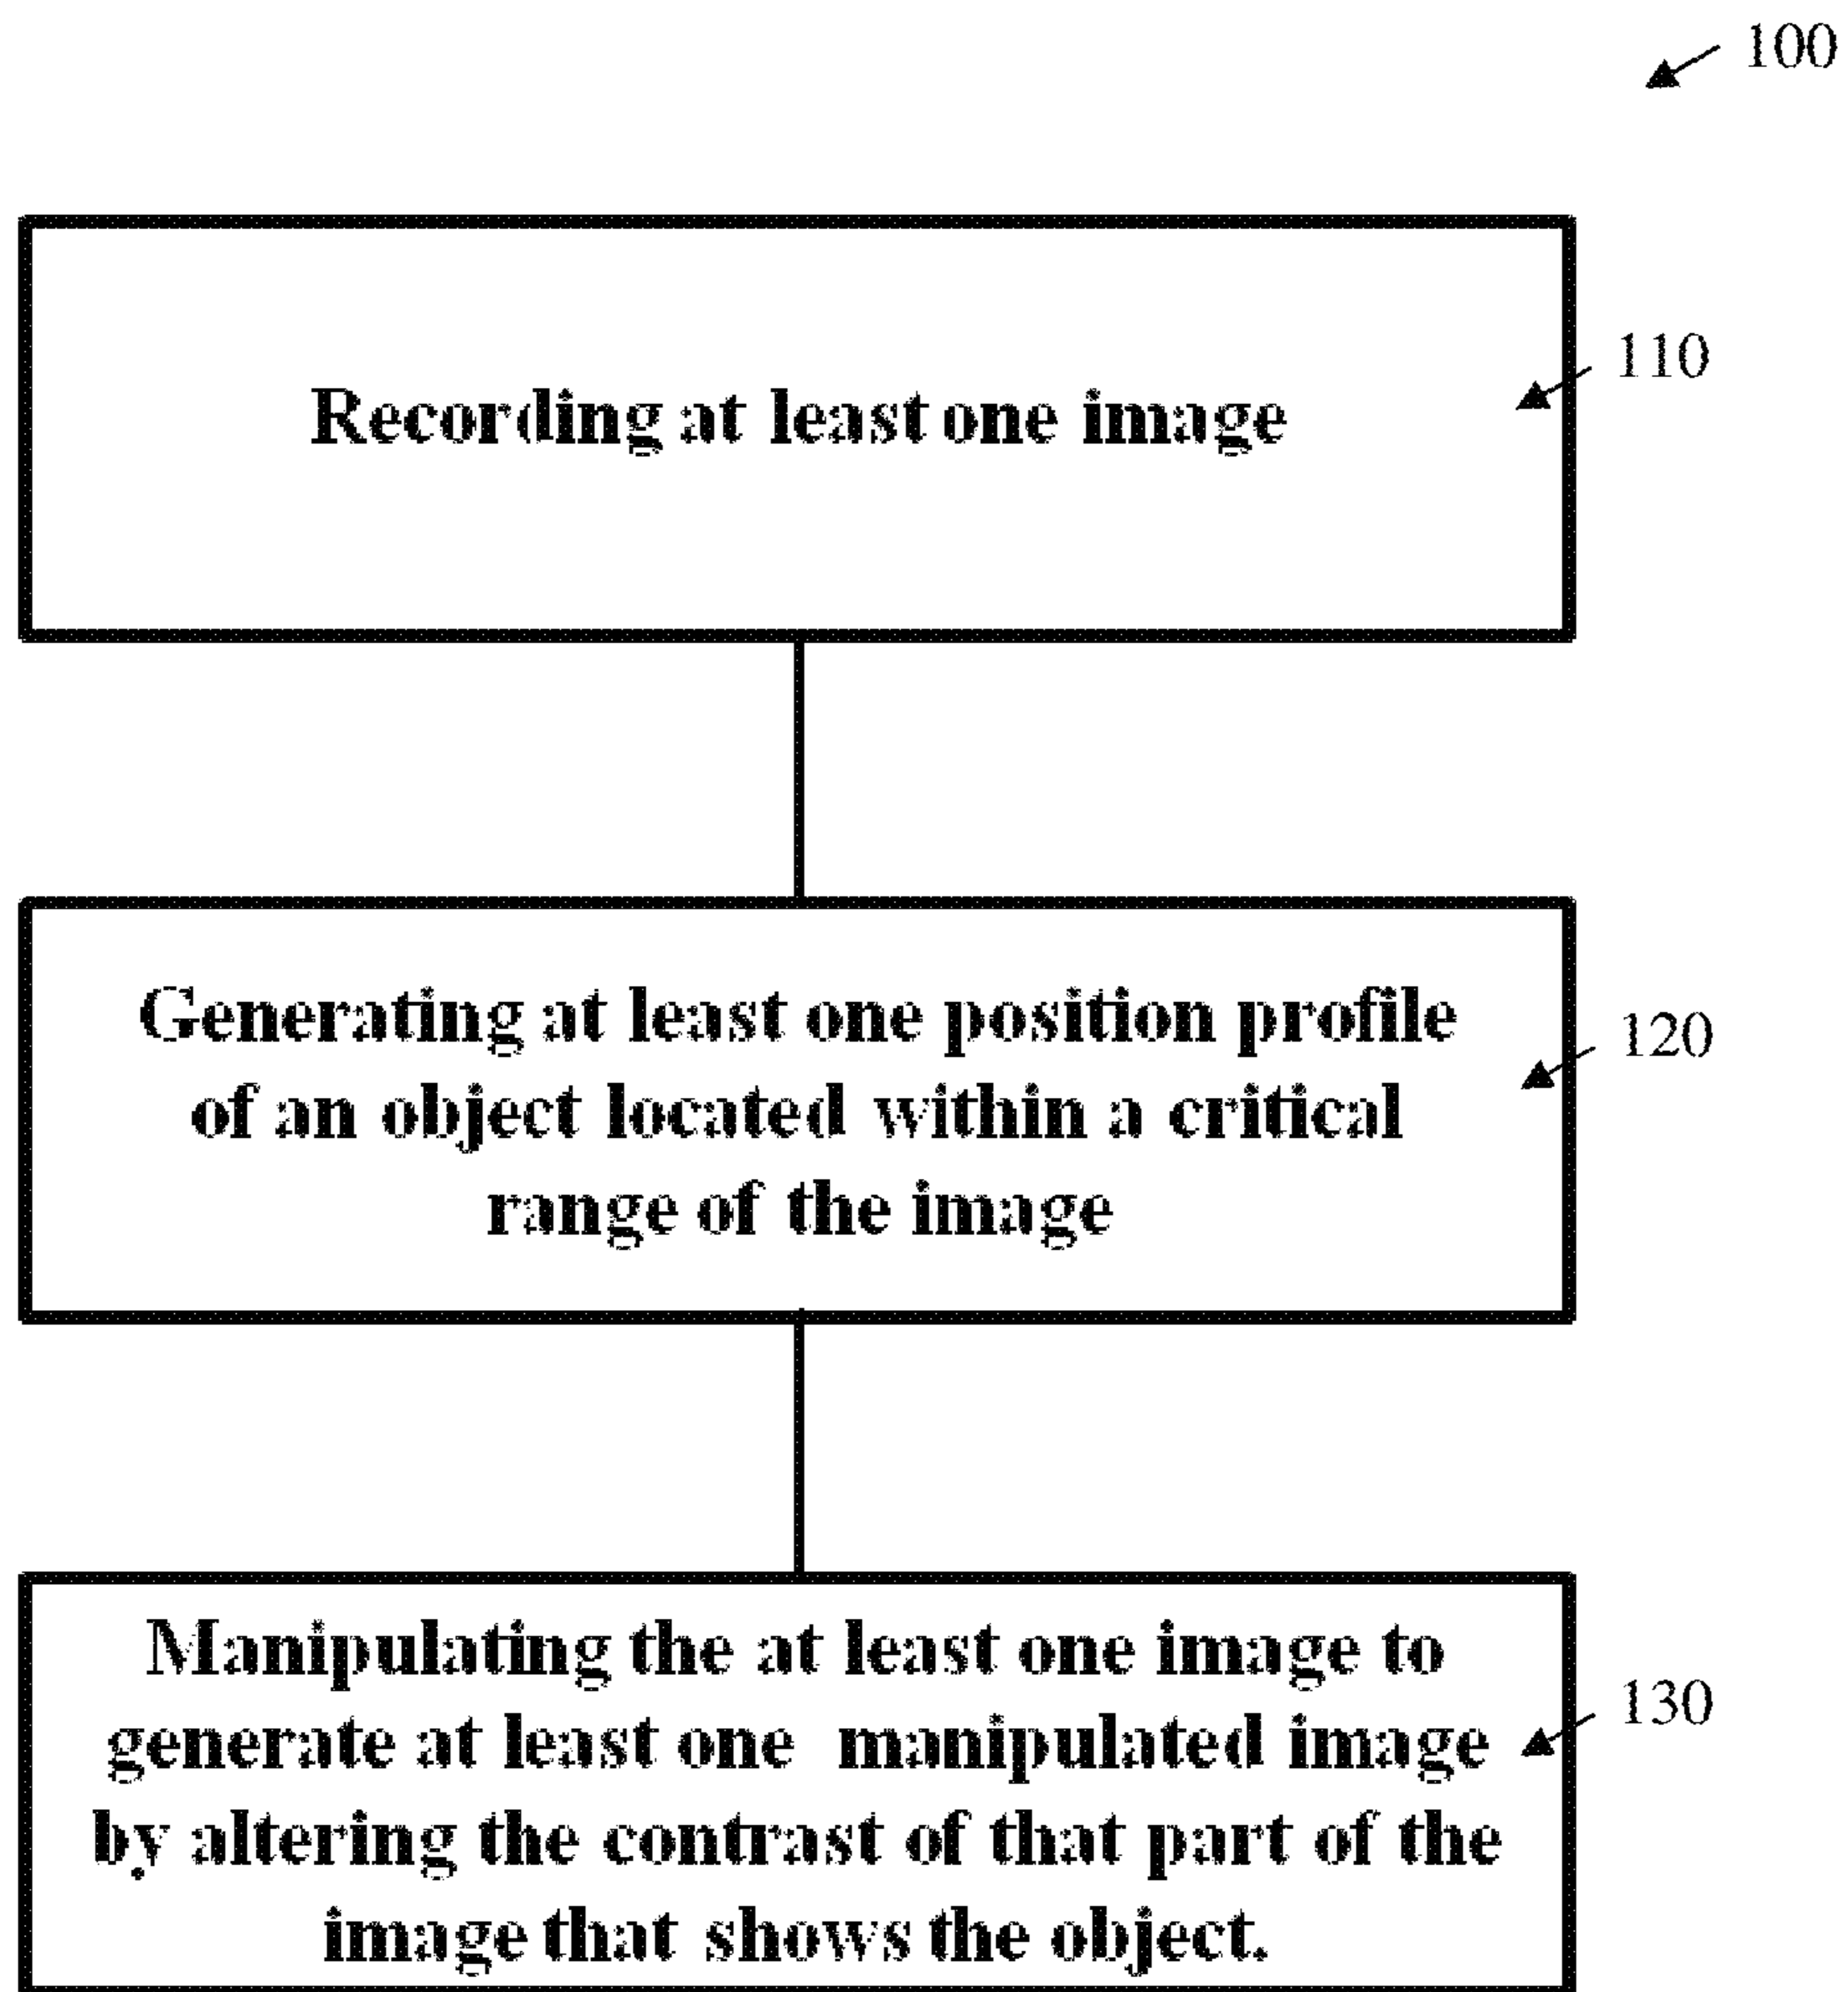 100
Recording at least one image
110
Generating at least one position profile
of an object located within a critical
range of the image
120
Manipulating the at least one image to
generate at least one manipulated image
by altering the contrast of that part of the
image that shows the object.
130